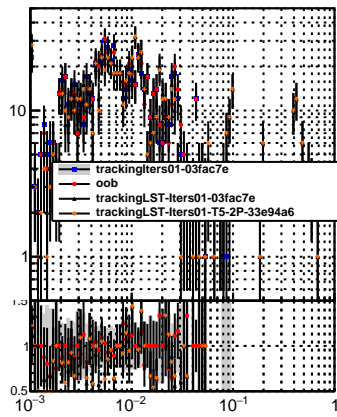 10
trackingIters01-03fac7e
oob
trackingLST-Iters01-03fac7e
trackingLST-Iters01-T5-2P-33e94a6
1
1.5
1
0.5
10⁻³ 10⁻² 10⁻¹ 1